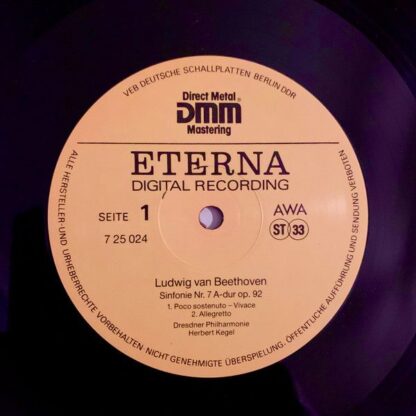 VEB DEUTSCHE SCHALLPLATTEN BERLIN DDR
Direct Metal
DMM
Mastering
ETERNA
DIGITAL RECORDING
SEITE 1
7 25 024
AWA
ST 33
Ludwig van Beethoven
Sinfonie Nr. 7 A-dur op. 92
1. Poco sostenuto – Vivace
2. Allegretto
Dresdner Philharmonie
Herbert Kegel
ALLE HERSTELLER- UND URHEBERRECHTE VORBEHALTEN NICHT GENEHMIGTE ÜBERSPIELUNG, ÖFFENTLICHE AUFFÜHRUNG UND SENDUNG VERBOTEN